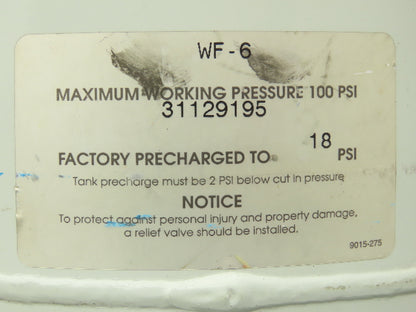 WF-6
MAXIMUM WORKING PRESSURE 100 PSI
31129195
18
FACTORY PRECHARGED TO PSI
Tank precharge must be 2 PSI below cut in pressure
NOTICE
To protect against personal injury and property damage,
a relief valve should be installed.
9015-275